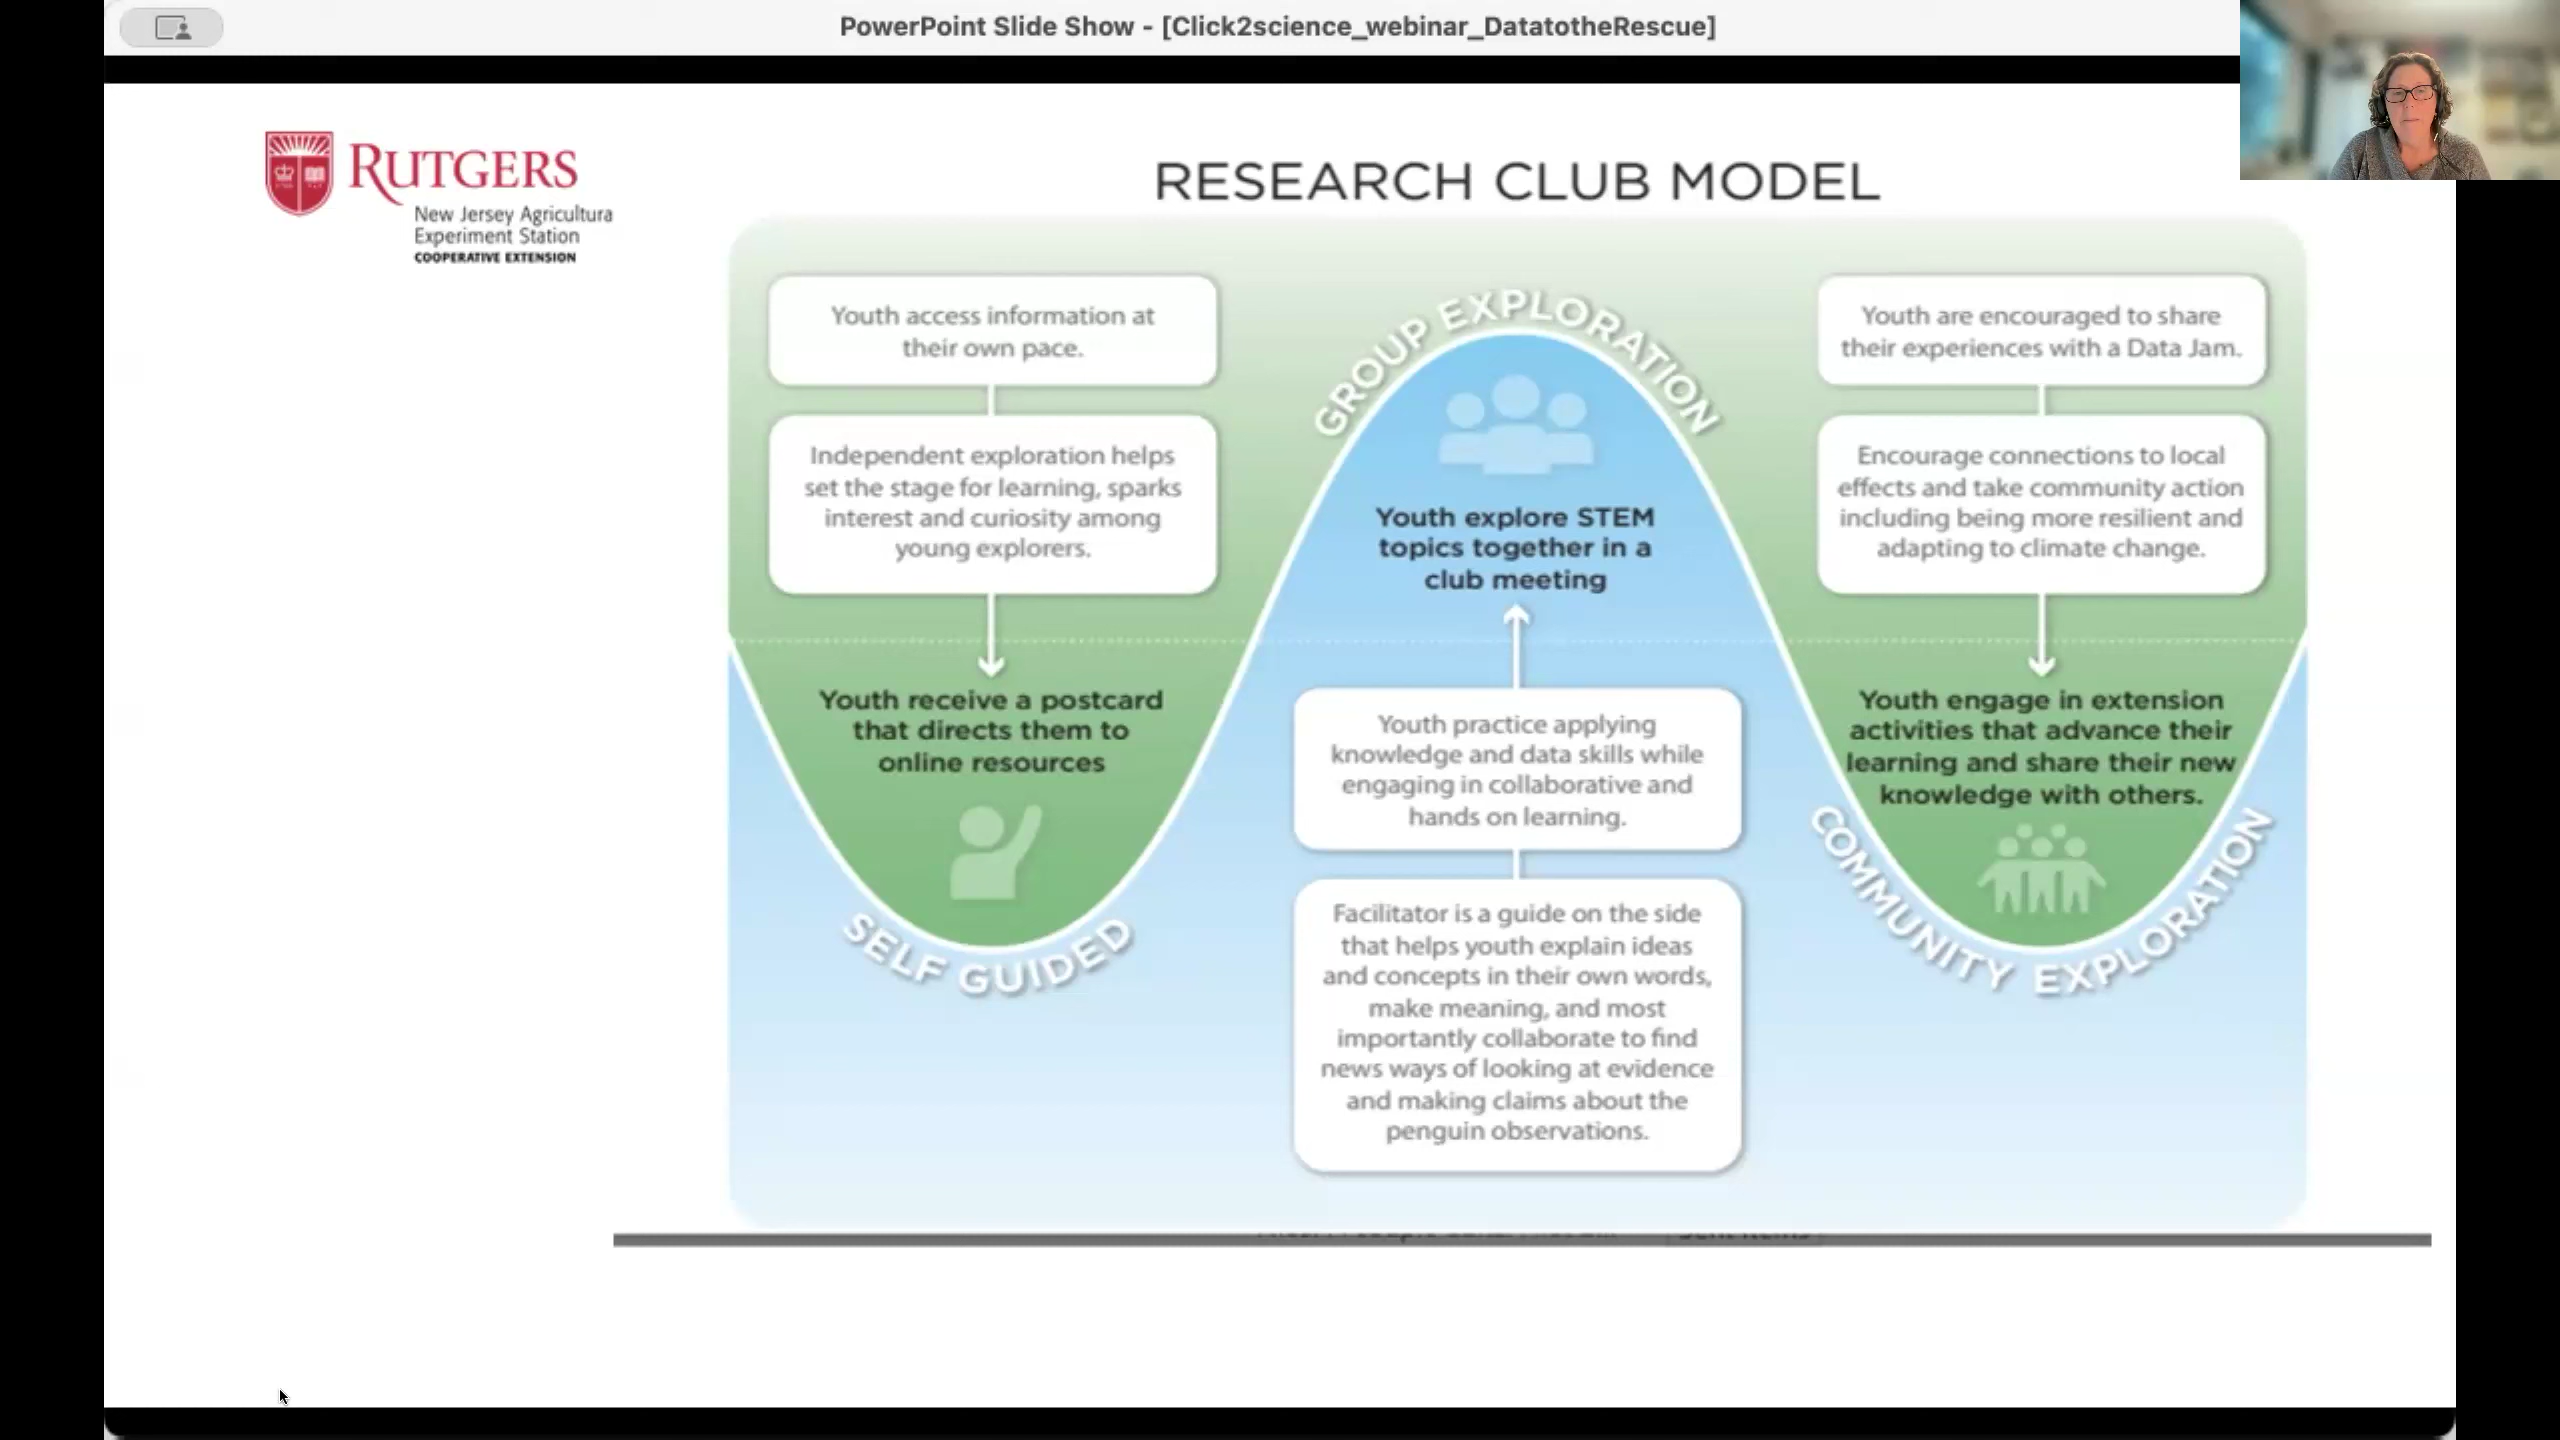 PowerPoint Slide Show - [Click2science_webinar_DatatotheRescue]
RUTGERS
New Jersey Agricultura
Experiment Station
COOPERATIVE EXTENSION
RESEARCH CLUB MODEL
Youth access information at
their own pace.
Independent exploration helps
set the stage for learning, sparks
interest and curiosity among
young explorers.
Youth receive a postcard
that directs them to
online resources
SELF GUIDED
GROUP EXPLORATION
Youth explore STEM
topics together in a
club meeting
Youth practice applying
knowledge and data skills while
engaging in collaborative and
hands on learning.
Facilitator is a guide on the side
that helps youth explain ideas
and concepts in their own words,
make meaning, and most
importantly collaborate to find
news ways of looking at evidence
and making claims about the
penguin observations.
Youth are encouraged to share
their experiences with a Data Jam.
Encourage connections to local
effects and take community action
including being more resilient and
adapting to climate change.
Youth engage in extension
activities that advance their
learning and share their new
knowledge with others.
COMMUNITY EXPLORATION